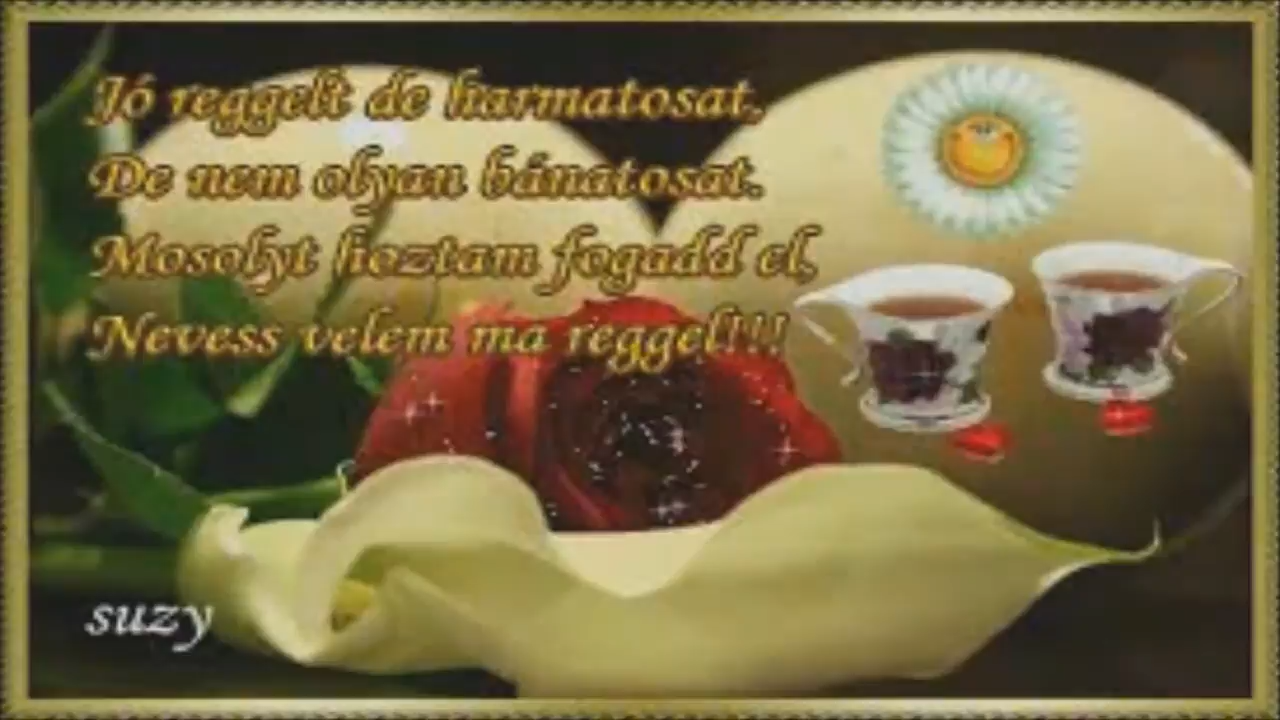 Jó reggelt de harmatosat.
De nem olyan bánatosat.
Mosolyt hoztam fogadd el,
Nevess velem ma reggel!!!
suzy